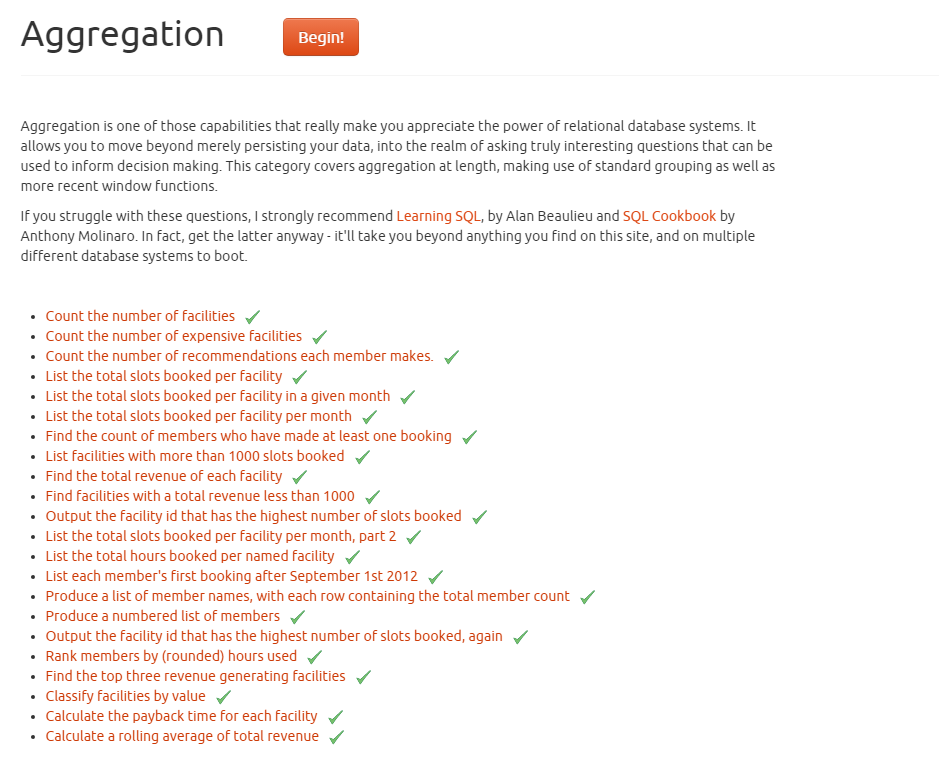 Aggregation
Begin!
Aggregation is one of those capabilities that really make you appreciate the power of relational database systems. It
allows you to move beyond merely persisting your data, into the realm of asking truly interesting questions that can be
used to inform decision making. This category covers aggregation at length, making use of standard grouping as well as
more recent window functions.
If you struggle with these questions, I strongly recommend Learning SQL, by Alan Beaulieu and SQL Cookbook by
Anthony Molinaro. In fact, get the latter anyway - it'll take you beyond anything you find on this site, and on multiple
different database systems to boot.
Count the number of facilities
Count the number of expensive facilities
Count the number of recommendations each member makes.
List the total slots booked per facility
List the total slots booked per facility in a given month
List the total slots booked per facility per month
Find the count of members who have made at least one booking
List facilities with more than 1000 slots booked
Find the total revenue of each facility
Find facilities with a total revenue less than 1000
Output the facility id that has the highest number of slots booked
List the total slots booked per facility per month, part 2
List the total hours booked per named facility
List each member's first booking after September 1st 2012
Produce a list of member names, with each row containing the total member count
Produce a numbered list of members
Output the facility id that has the highest number of slots booked, again
Rank members by (rounded) hours used
Find the top three revenue generating facilities
Classify facilities by value
Calculate the payback time for each facility
Calculate a rolling average of total revenue